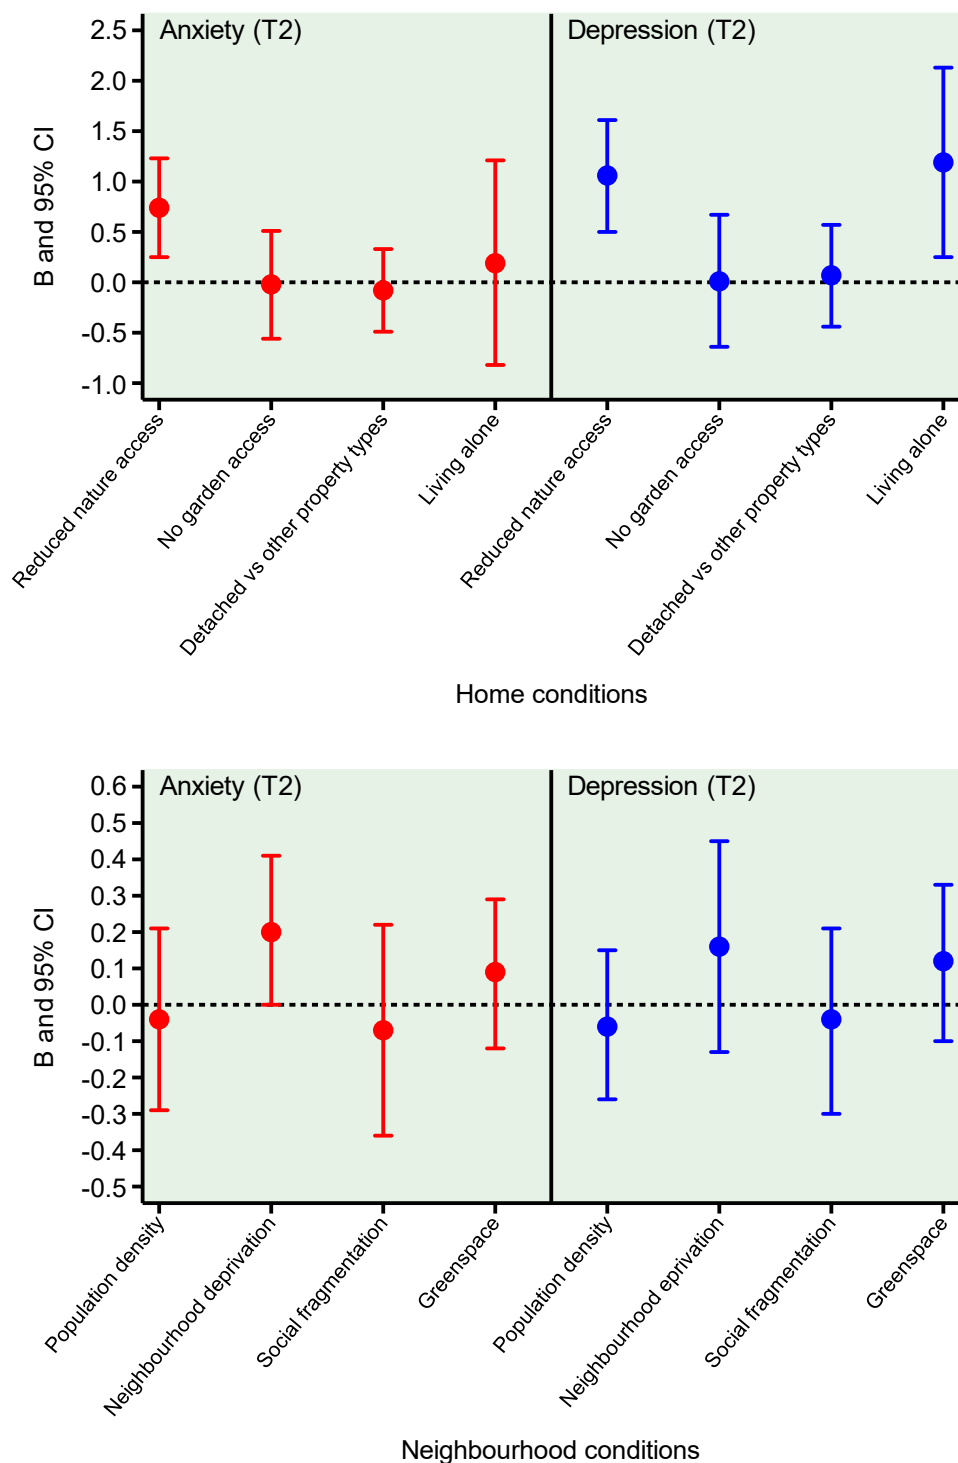 Anxiety (T2)
Depression (T2)
2.5
2.0
1.5
1.0
0.5
0.0
-0.5
-1.0
B and 95% CI
Reduced nature access
No garden access
Detached vs other property types
Living alone
Reduced nature access
No garden access
Detached vs other property types
Living alone
Home conditions
Anxiety (T2)
Depression (T2)
0.6
0.5
0.4
0.3
0.2
0.1
0.0
-0.1
-0.2
-0.3
-0.4
-0.5
B and 95% CI
Population density
Neighbourhood deprivation
Social fragmentation
Greenspace
Population density
Neighbourhood eprivation
Social fragmentation
Greenspace
Neighbourhood conditions